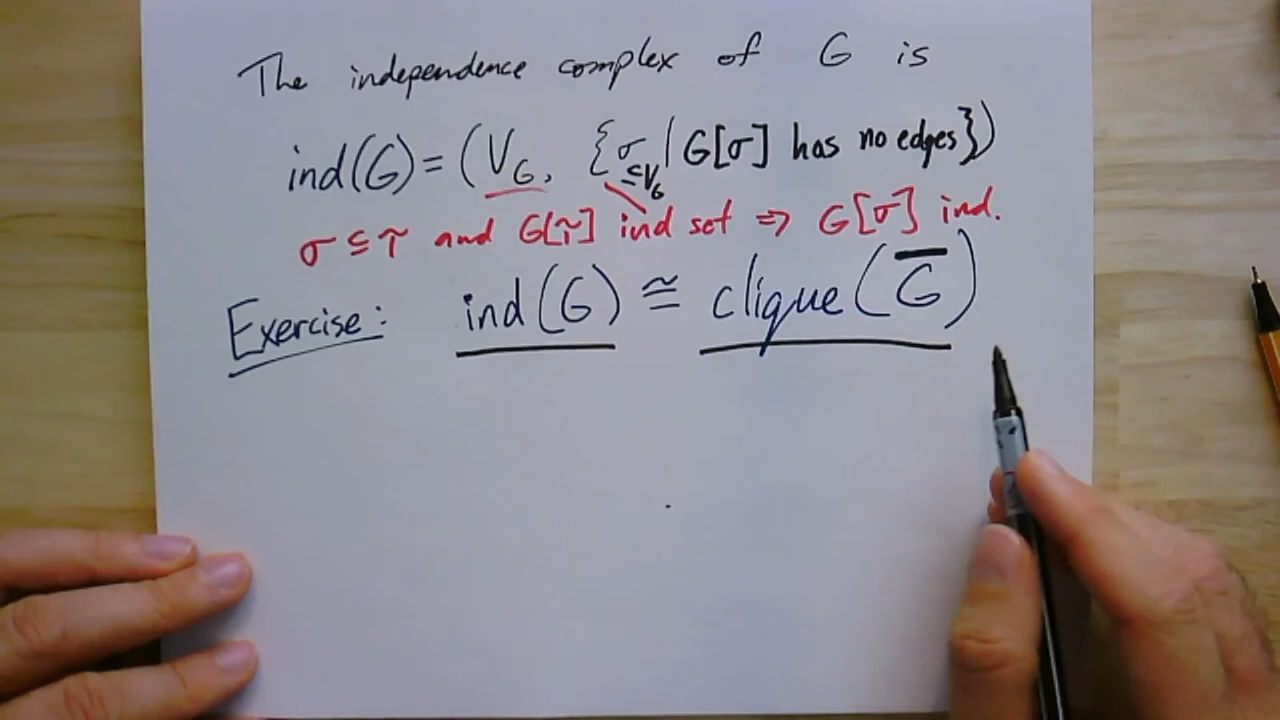 The independence complex of G is
ind(G) = (V_G, {σ ⊆ V_G | G[σ] has no edges})
σ ⊆ τ and G[τ] ind set ⇒ G[σ] ind.
Exercise: ind(G) ≅ clique(G̅)